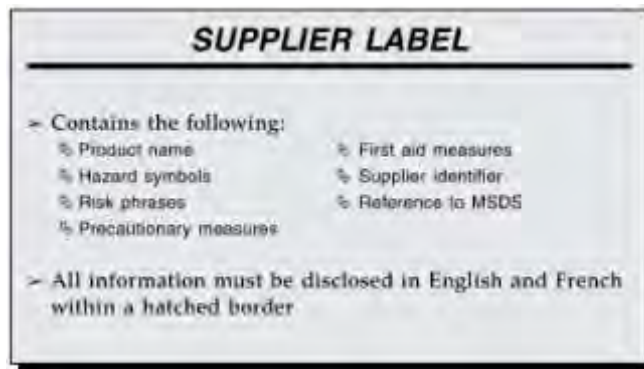 SUPPLIER LABEL
➢ Contains the following:
Product name
Hazard symbols
Risk phrases
Precautionary measures
First aid measures
Supplier identifier
Reference to MSDS
➢ All information must be disclosed in English and French
within a hatched border